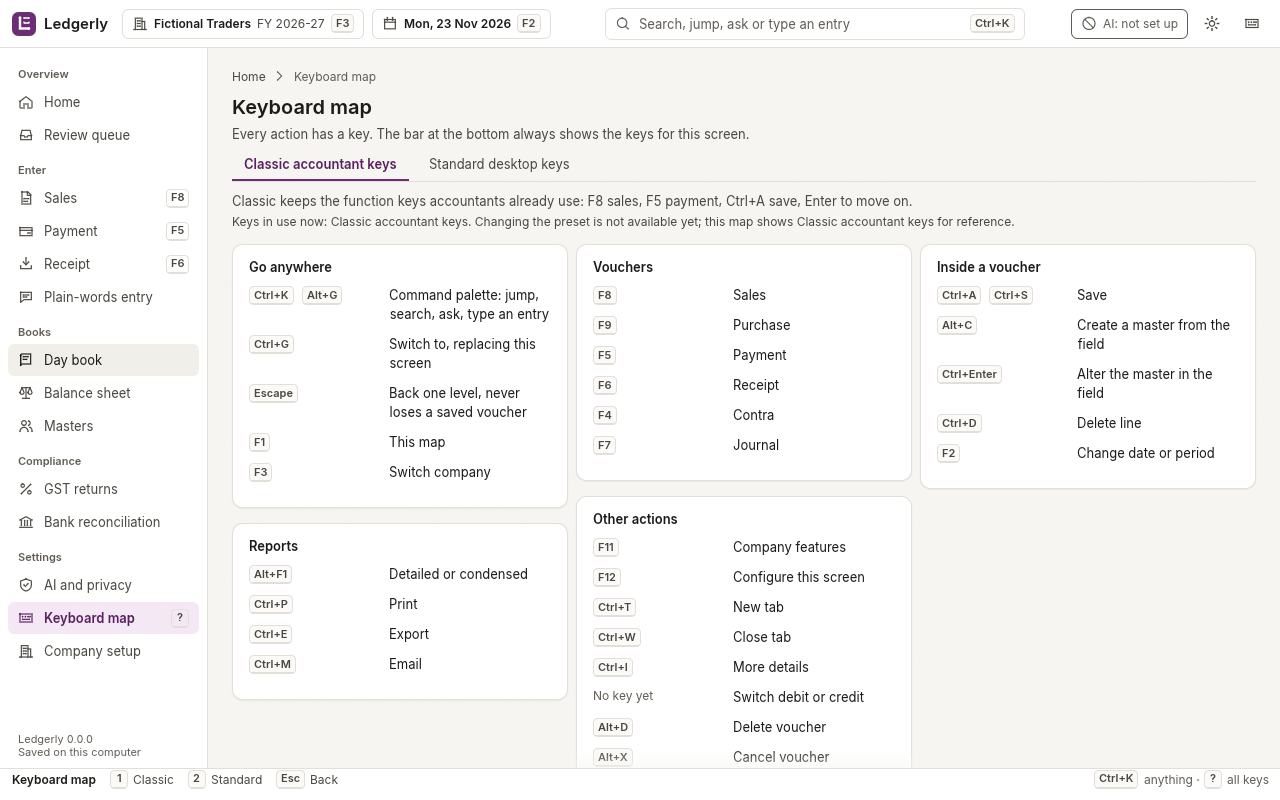 Ledgerly
Fictional Traders FY 2026-27 F3
Mon, 23 Nov 2026 F2
Search, jump, ask or type an entry Ctrl+K
AI: not set up
Overview
Home
Review queue
Enter
Sales F8
Payment F5
Receipt F6
Plain-words entry
Books
Day book
Balance sheet
Masters
Compliance
GST returns
Bank reconciliation
Settings
AI and privacy
Keyboard map ?
Company setup
Ledgerly 0.0.0
Saved on this computer
Home > Keyboard map
Keyboard map
Every action has a key. The bar at the bottom always shows the keys for this screen.
Classic accountant keys
Standard desktop keys
Classic keeps the function keys accountants already use: F8 sales, F5 payment, Ctrl+A save, Enter to move on.
Keys in use now: Classic accountant keys. Changing the preset is not available yet; this map shows Classic accountant keys for reference.
Go anywhere
Ctrl+K Alt+G Command palette: jump,
search, ask, type an entry
Ctrl+G Switch to, replacing this
screen
Escape Back one level, never
loses a saved voucher
F1 This map
F3 Switch company
Reports
Alt+F1 Detailed or condensed
Ctrl+P Print
Ctrl+E Export
Ctrl+M Email
Vouchers
F8 Sales
F9 Purchase
F5 Payment
F6 Receipt
F4 Contra
F7 Journal
Other actions
F11 Company features
F12 Configure this screen
Ctrl+T New tab
Ctrl+W Close tab
Ctrl+I More details
No key yet Switch debit or credit
Alt+D Delete voucher
Alt+X Cancel voucher
Inside a voucher
Ctrl+A Ctrl+S Save
Alt+C Create a master from the
field
Ctrl+Enter Alter the master in the
field
Ctrl+D Delete line
F2 Change date or period
Keyboard map 1 Classic 2 Standard Esc Back
Ctrl+K anything · ? all keys